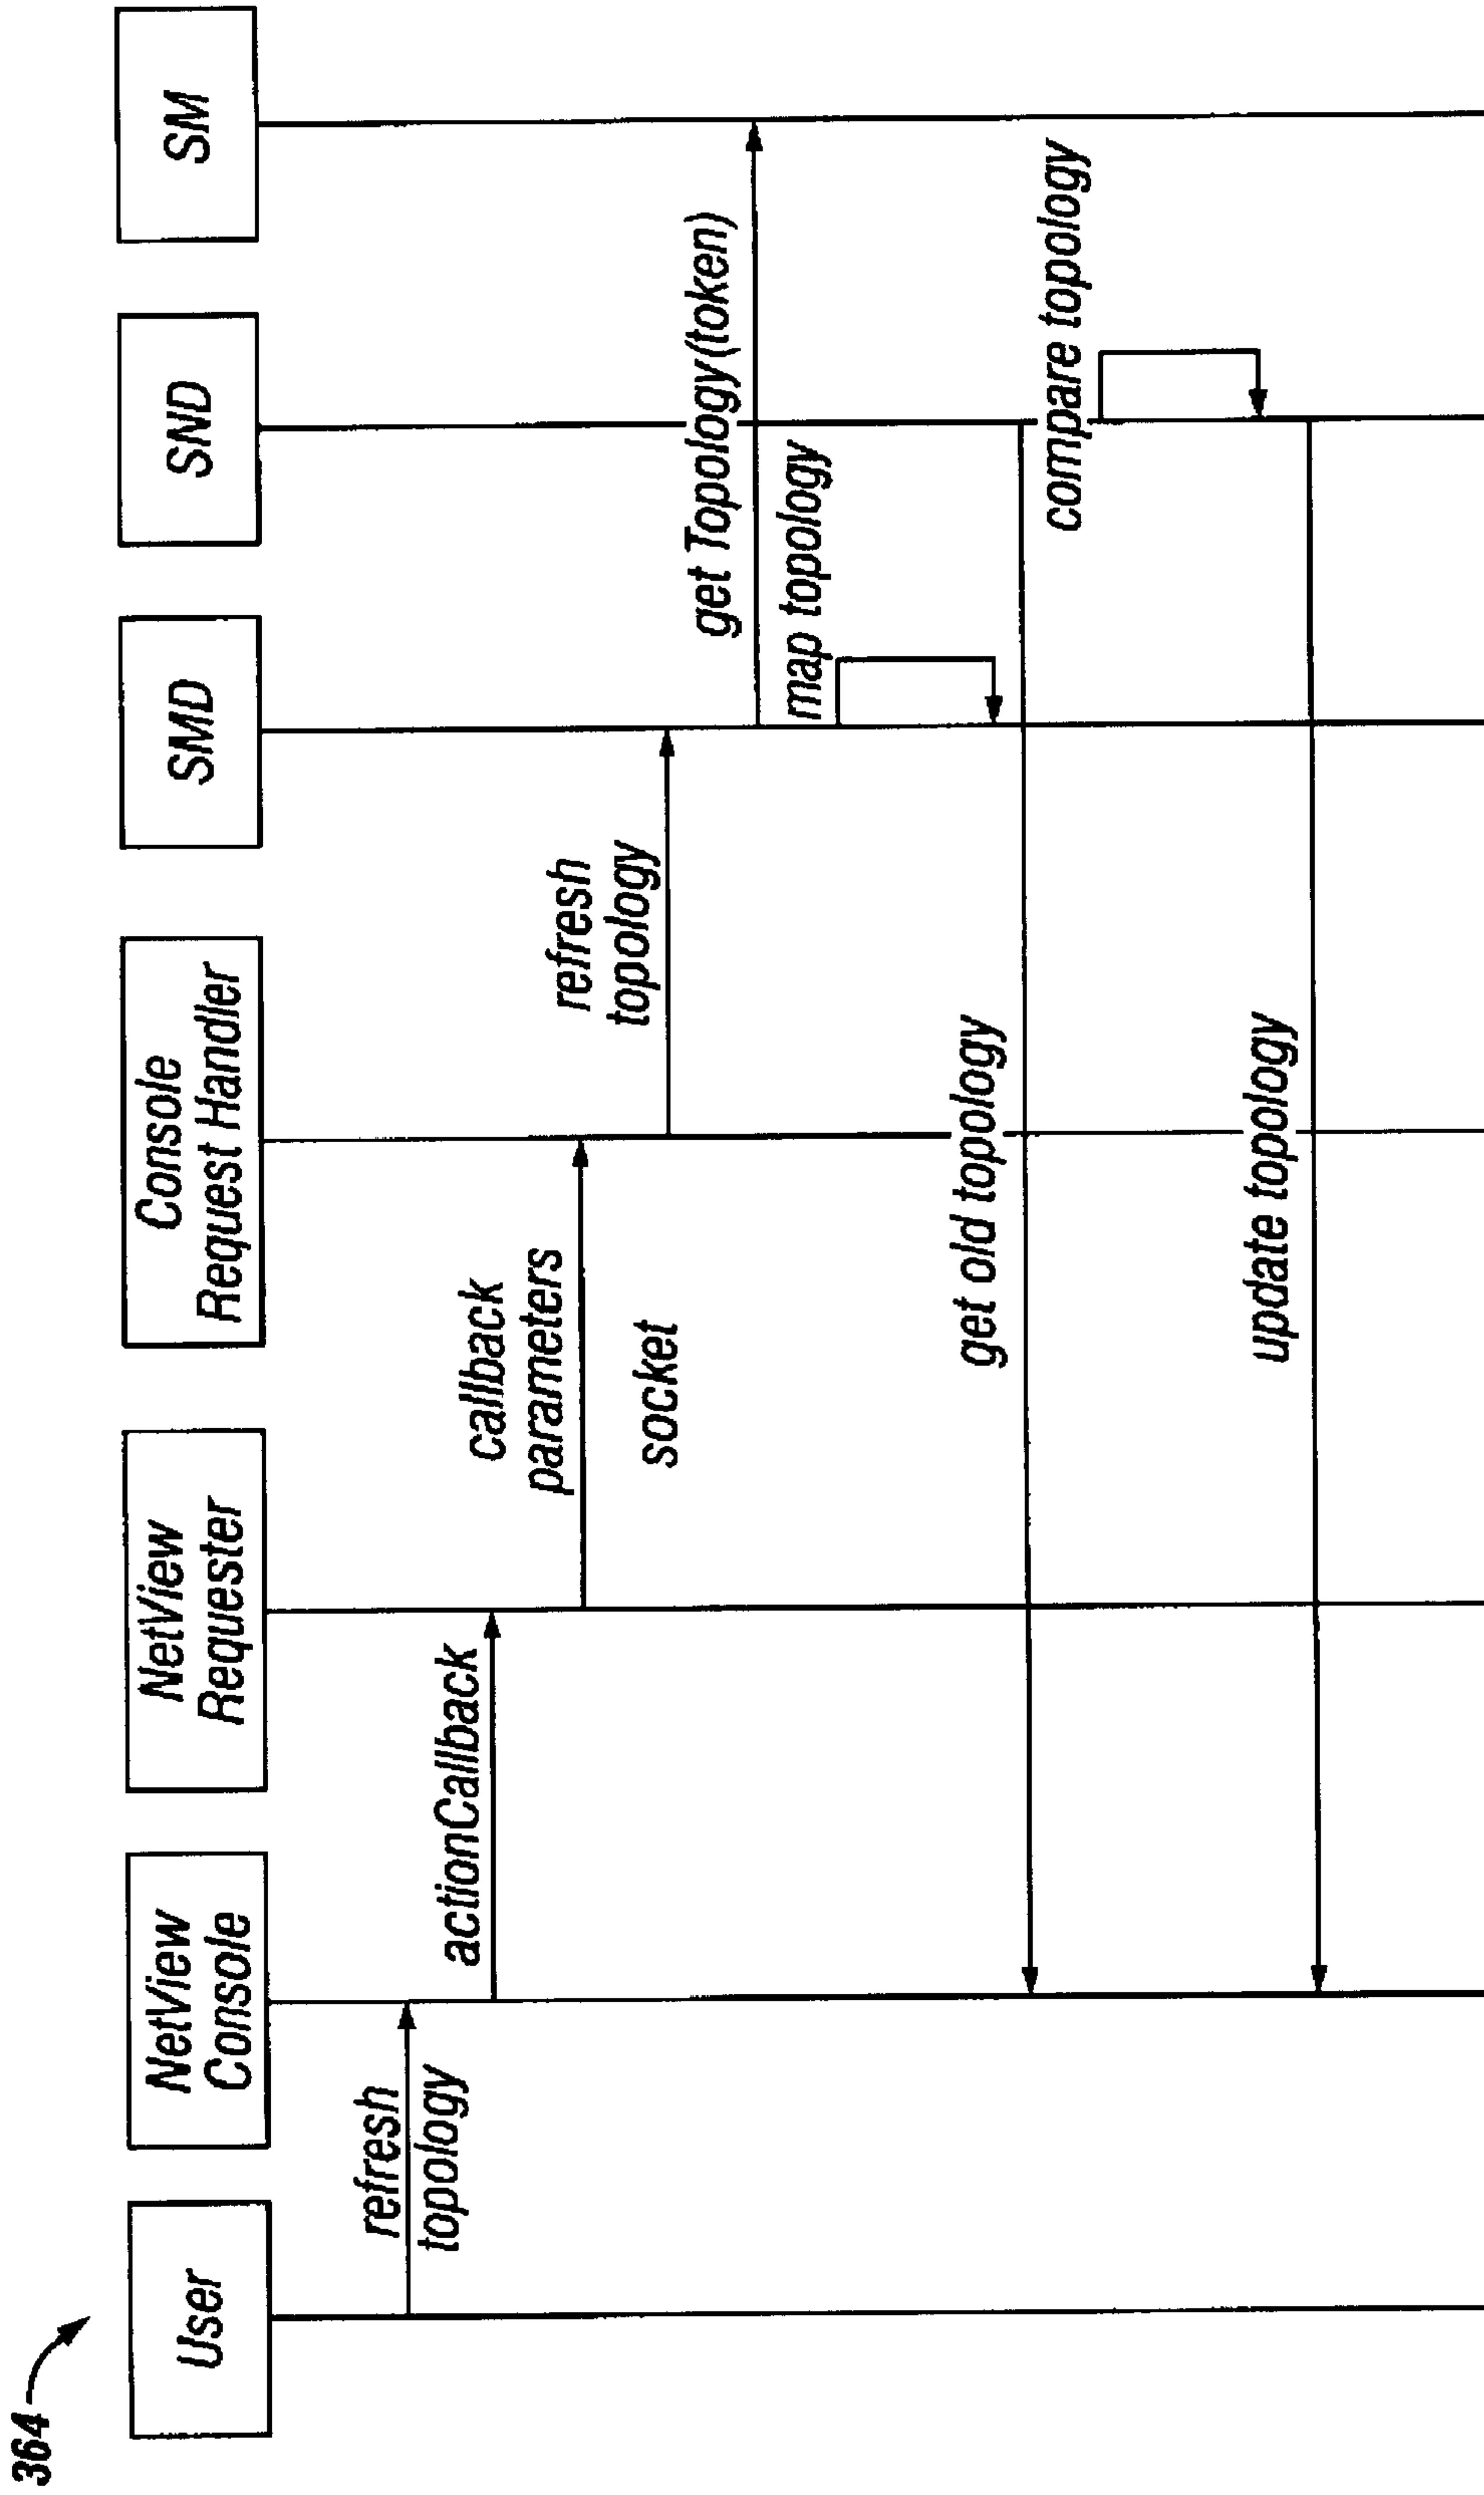 364
User
NetView
Console
NetView
Requester
Console
Request Handler
SMD
SND
SM
refresh
topology
actionCallback
callback
parameters
socket
refresh
topology
get Topology(token)
map topology
get old topology
compare topology
update topology